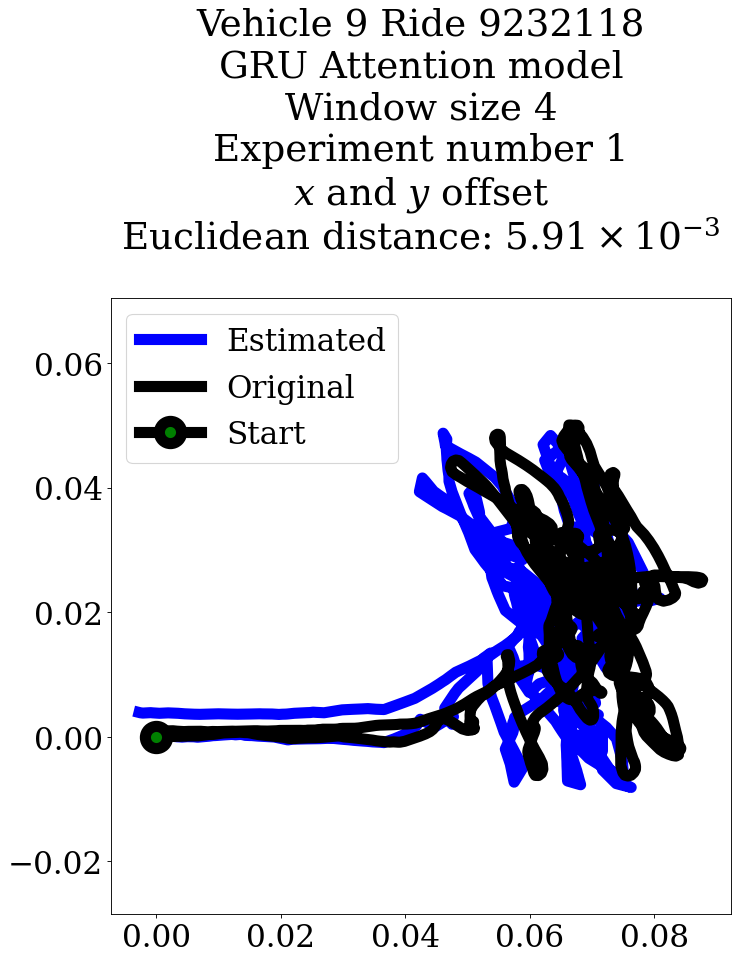 Vehicle 9 Ride 9232118
GRU Attention model
Window size 4
Experiment number 1
x and y offset
Euclidean distance: 5.91 × 10⁻³
Estimated
Original
Start
0.06
0.04
0.02
0.00
−0.02
0.00 0.02 0.04 0.06 0.08